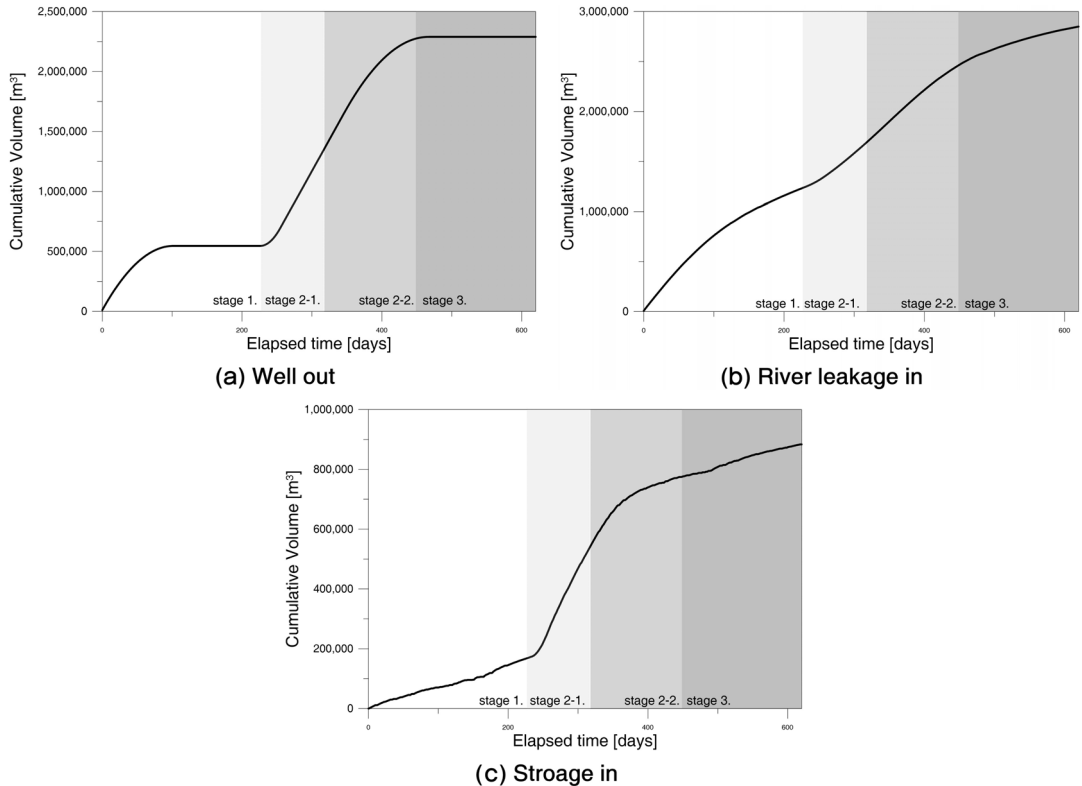 2,500,000
2,000,000
1,500,000
1,000,000
500,000
0
Cumulative Volume [m³]
stage 1. stage 2-1. stage 2-2. stage 3.
0 200 400 600
Elapsed time [days]
(a) Well out
3,000,000
2,000,000
1,000,000
0
Cumulative Volume [m³]
stage 1. stage 2-1. stage 2-2. stage 3.
0 200 400 600
Elapsed time [days]
(b) River leakage in
1,000,000
800,000
600,000
400,000
200,000
0
Cumulative Volume [m³]
stage 1. stage 2-1. stage 2-2. stage 3.
0 200 400 600
Elapsed time [days]
(c) Stroage in